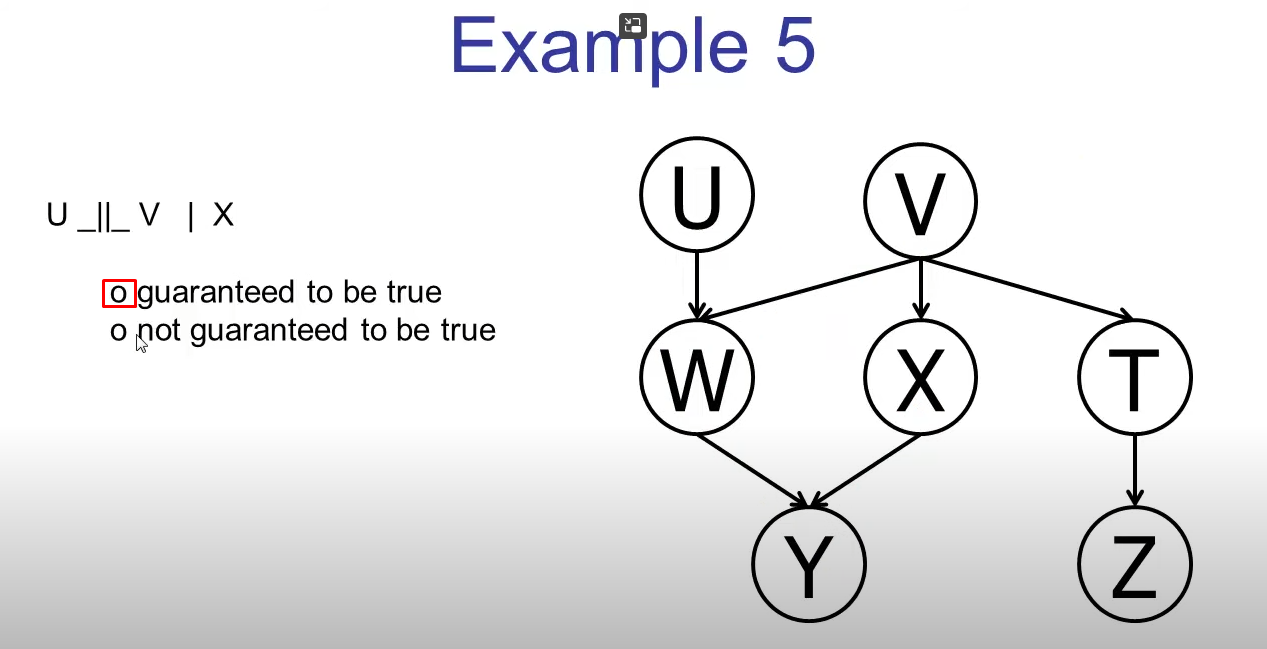 Example 5
U _||_ V | X
o guaranteed to be true
o not guaranteed to be true
U
V
W
X
T
Y
Z